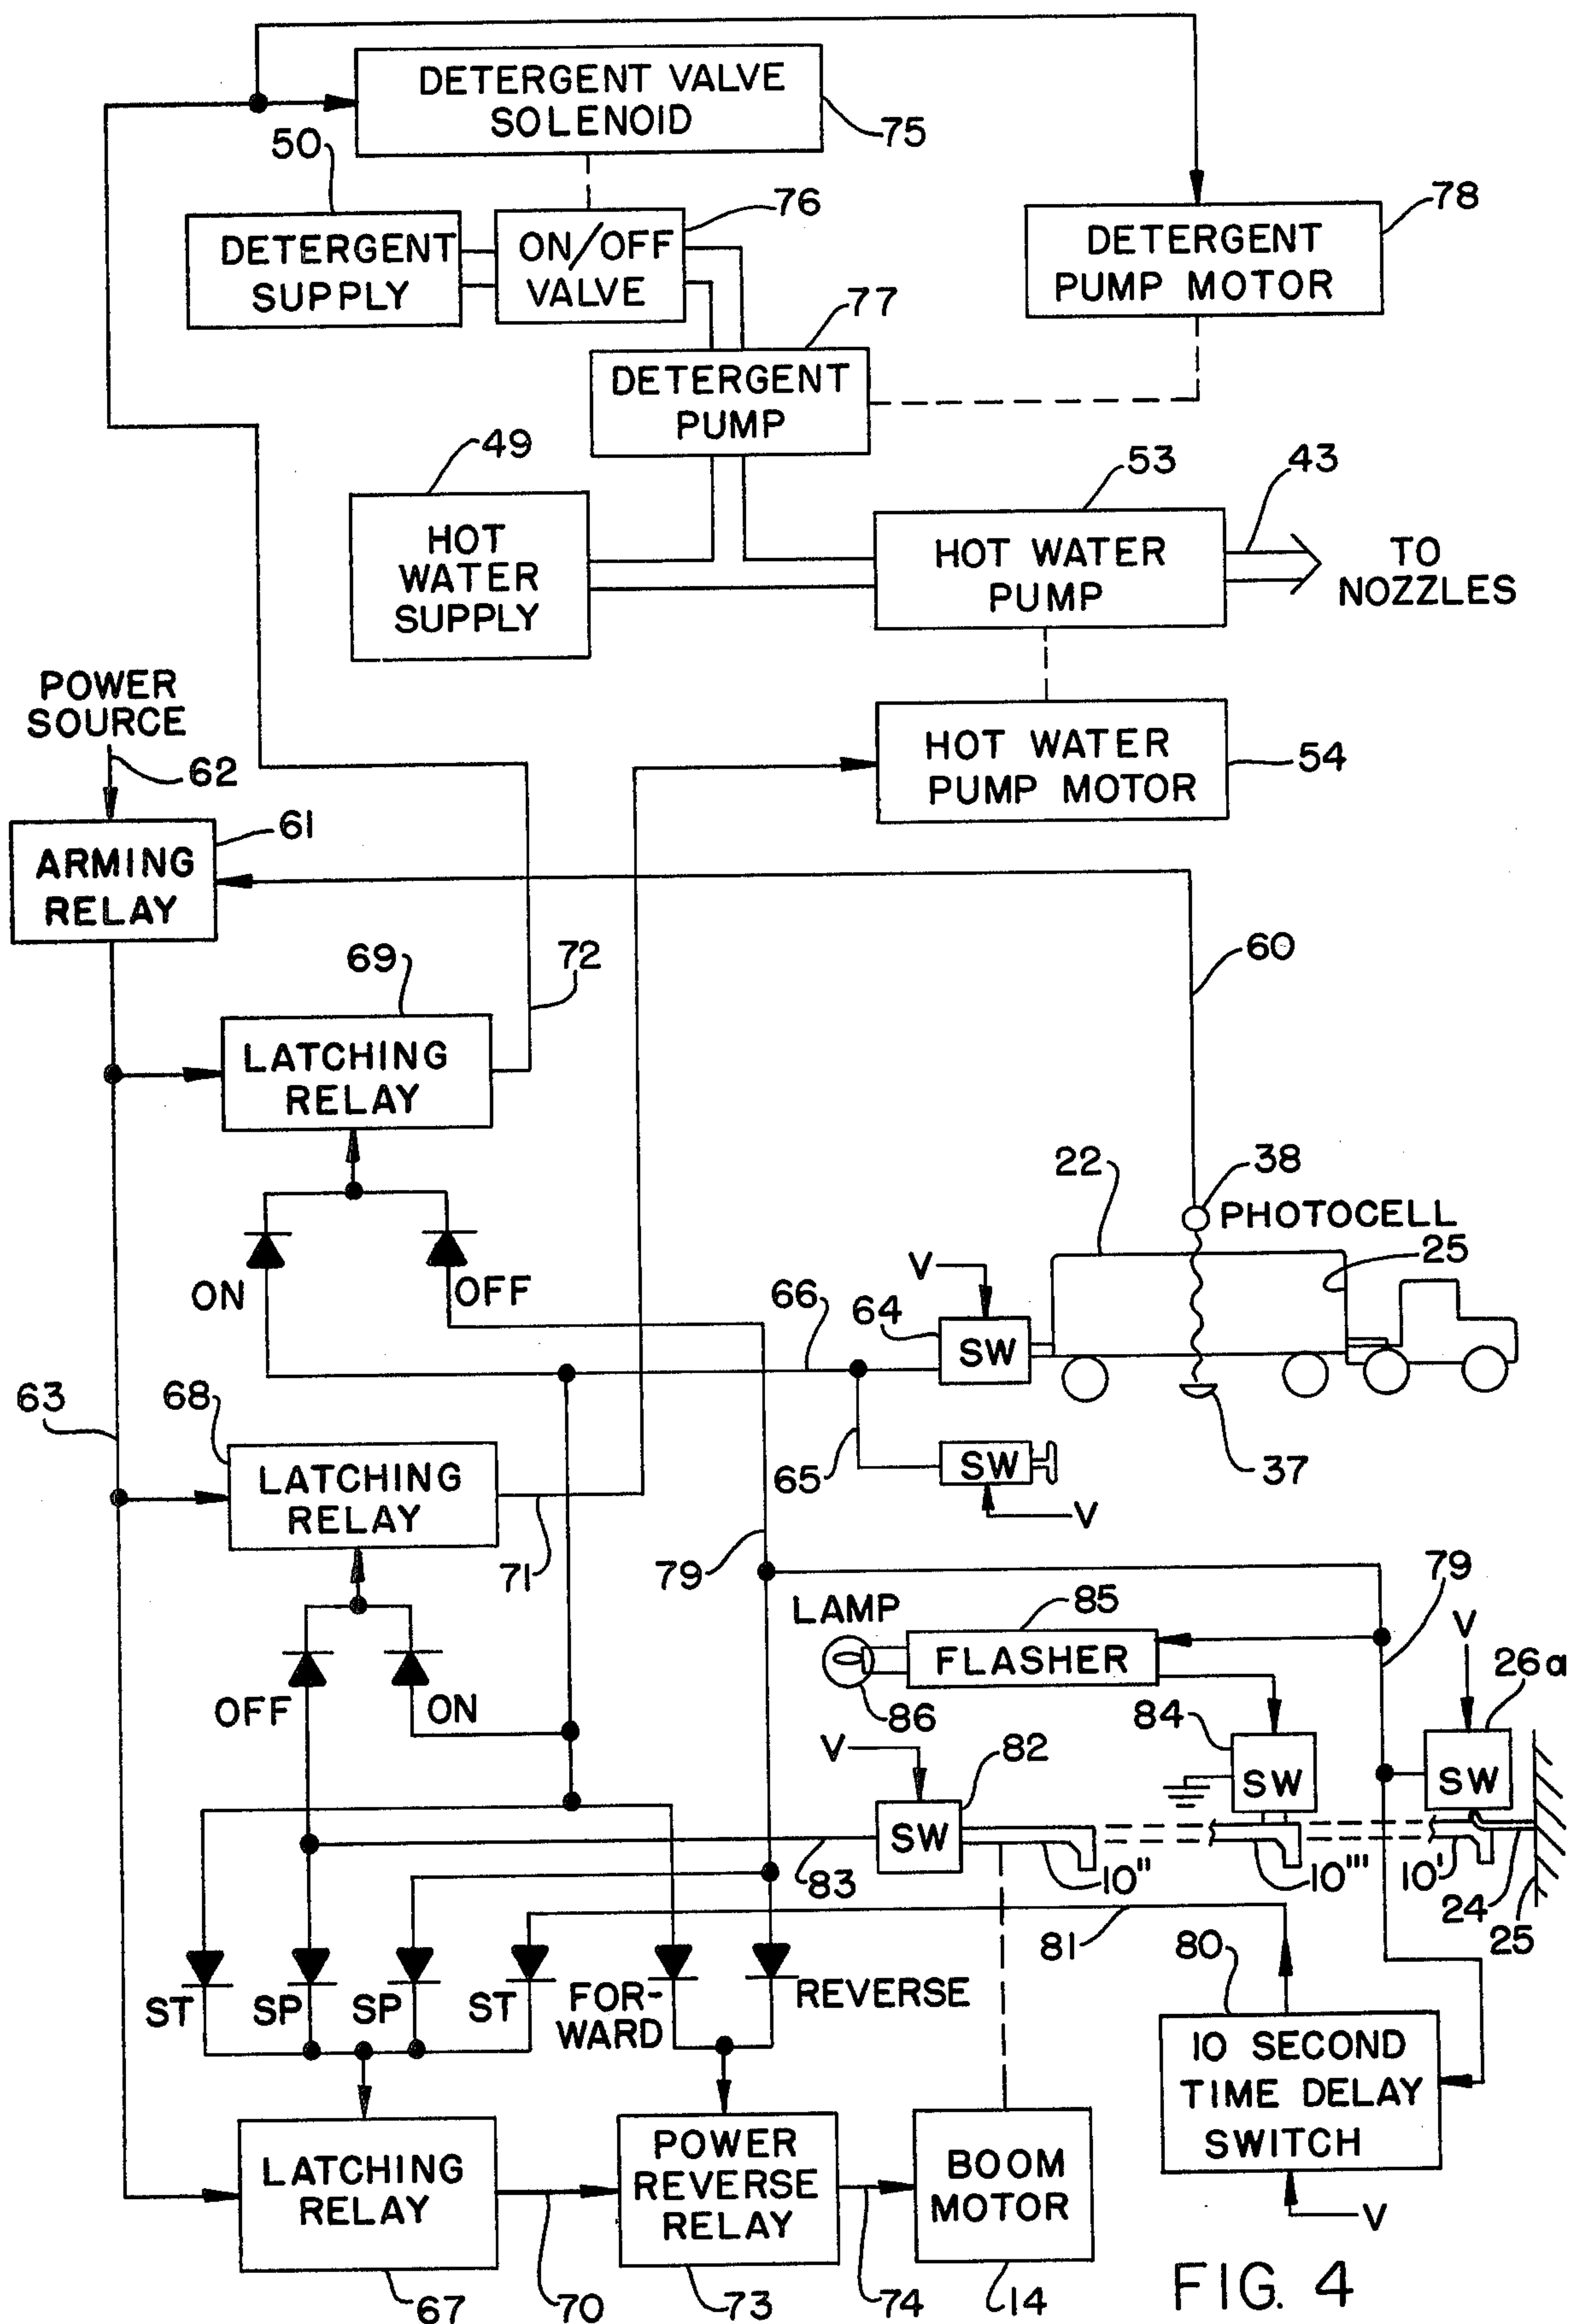 DETERGENT VALVE
SOLENOID
75
50
DETERGENT
SUPPLY
ON/OFF
VALVE
76
DETERGENT
PUMP MOTOR
78
77
DETERGENT
PUMP
49
HOT
WATER
SUPPLY
53
HOT WATER
PUMP
43
TO
NOZZLES
POWER
SOURCE
62
HOT WATER
PUMP MOTOR
54
61
ARMING
RELAY
60
69
72
LATCHING
RELAY
38
PHOTOCELL
22
25
ON
OFF
V
66
64
SW
63
68
LATCHING
RELAY
65
SW
37
V
71
79
79
LAMP
85
FLASHER
V
26a
86
84
OFF
ON
V
82
SW
SW
SW
83
10"
10'''
10'
24
25
81
80
ST
SP
SP
ST
FOR-
WARD
REVERSE
10 SECOND
TIME DELAY
SWITCH
V
LATCHING
RELAY
POWER
REVERSE
RELAY
BOOM
MOTOR
67
70
73
74
14
FIG. 4